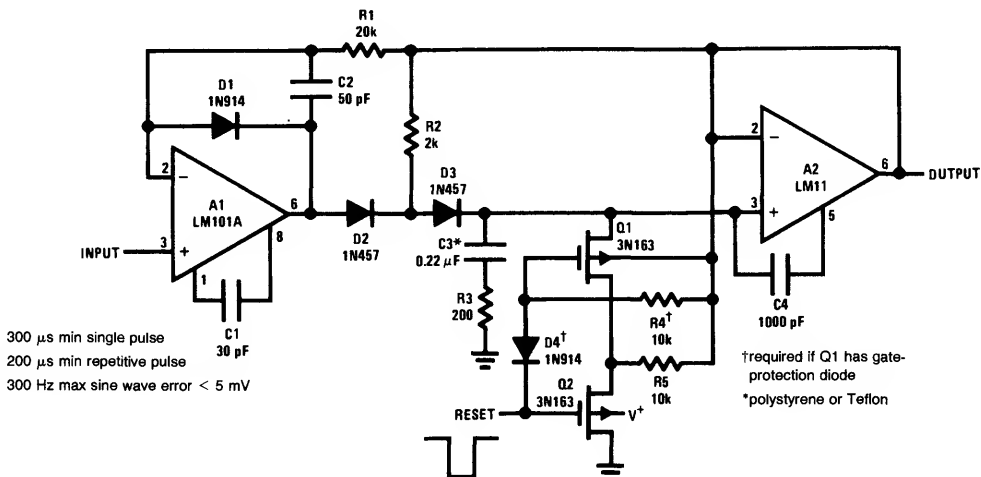 R1
20k
D1
1N914
C2
50 pF
R2
2k
2
A1
LM101A
6
8
3
1
INPUT
C1
30 pF
D2
1N457
D3
1N457
C3*
0.22 µF
R3
200
Q1
3N163
2
A2
LM11
6
DUTPUT
3
5
C4
1000 pF
R4†
10k
D4†
1N914
R5
10k
Q2
3N163
V+
RESET
300 µs min single pulse
200 µs min repetitive pulse
300 Hz max sine wave error < 5 mV
†required if Q1 has gate-
protection diode
*polystyrene or Teflon